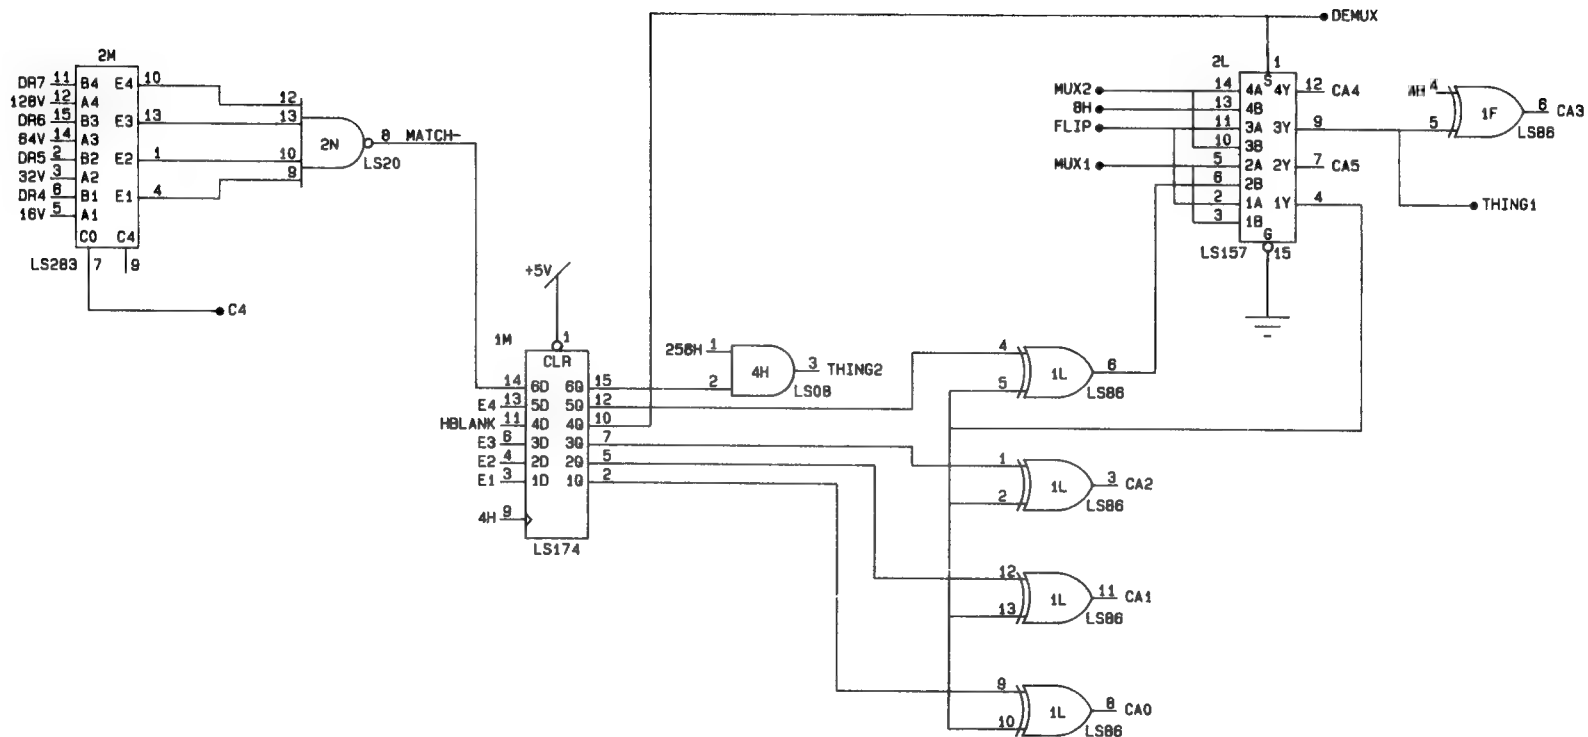 DEMUX
2M
DR7 11 B4 E4 10
128V 12 A4
DR6 15 B3 E3 13
64V 14 A3
DR5 2 B2 E2 1
32V 3 A2
DR4 6 B1 E1 4
16V 5 A1
C0 C4
LS283 7 9
C4
12
13
10
9
2N
LS20
8 MATCH-
2L
1
S
MUX2 14 4A 4Y 12 CA4
8H 13 4B
FLIP 11 3A 3Y 9
10 3B
MUX1 5 2A 2Y 7 CA5
6 2B
2 1A 1Y 4
3 1B
G
LS157 15
4
5 1F 6 CA3
LS86
THING1
+5V
1M
1
CLR
14 6D 6Q 15
E4 13 5D 5Q 12
HBLANK 11 4D 4Q 10
E3 6 3D 3Q 7
E2 4 2D 2Q 5
E1 3 1D 1Q 2
4H 9
LS174
256H 1
2 4H 3 THING2
LS08
4
5 1L 6
LS86
1
2 1L 3 CA2
LS86
12
13 1L 11 CA1
LS86
9
10 1L 8 CA0
LS86